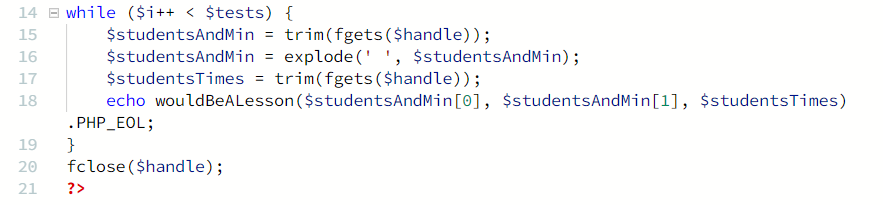 14 while ($i++ < $tests) {
15 $studentsAndMin = trim(fgets($handle));
16 $studentsAndMin = explode(' ', $studentsAndMin);
17 $studentsTimes = trim(fgets($handle));
18 echo wouldBeALesson($studentsAndMin[0], $studentsAndMin[1], $studentsTimes)
.PHP_EOL;
19 }
20 fclose($handle);
21 ?>